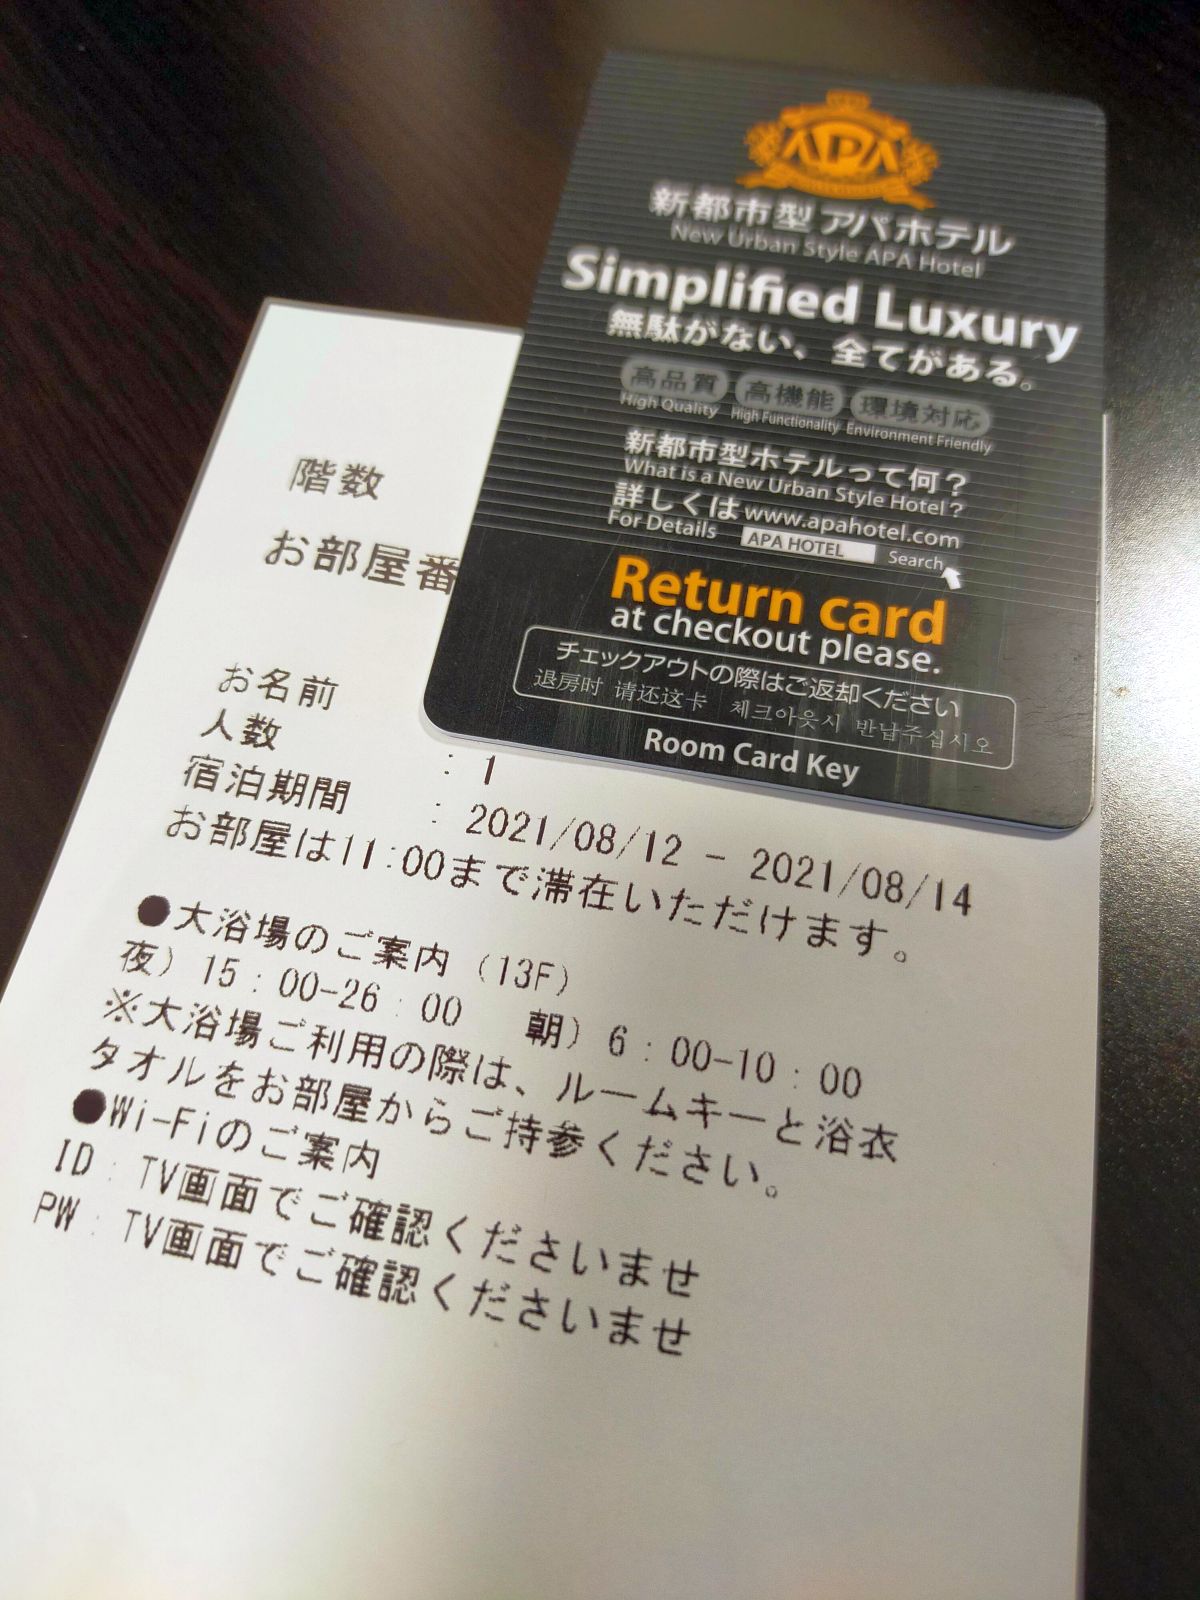 APA
新都市型アパホテル
New Urban Style APA Hotel
Simplified Luxury
無駄がない、全てがある。
高品質 高機能 環境対応
High Quality High Functionality Environment Friendly
新都市型ホテルって何?
What is a New Urban Style Hotel?
詳しくは www.apahotel.com
For Details APA HOTEL Search
Return card
at checkout please.
チェックアウトの際はご返却ください
退房时 请还这卡 체크아웃시 반납주십시오
Room Card Key
階数
お部屋番
お名前
人数 : 1
宿泊期間 : 2021/08/12 - 2021/08/14
お部屋は11:00まで滞在いただけます。
●大浴場のご案内 (13F)
夜) 15:00-26:00 朝) 6:00-10:00
※大浴場ご利用の際は、ルームキーと浴衣
タオルをお部屋からご持参ください。
●Wi-Fiのご案内
ID: TV画面でご確認くださいませ
PW: TV画面でご確認くださいませ